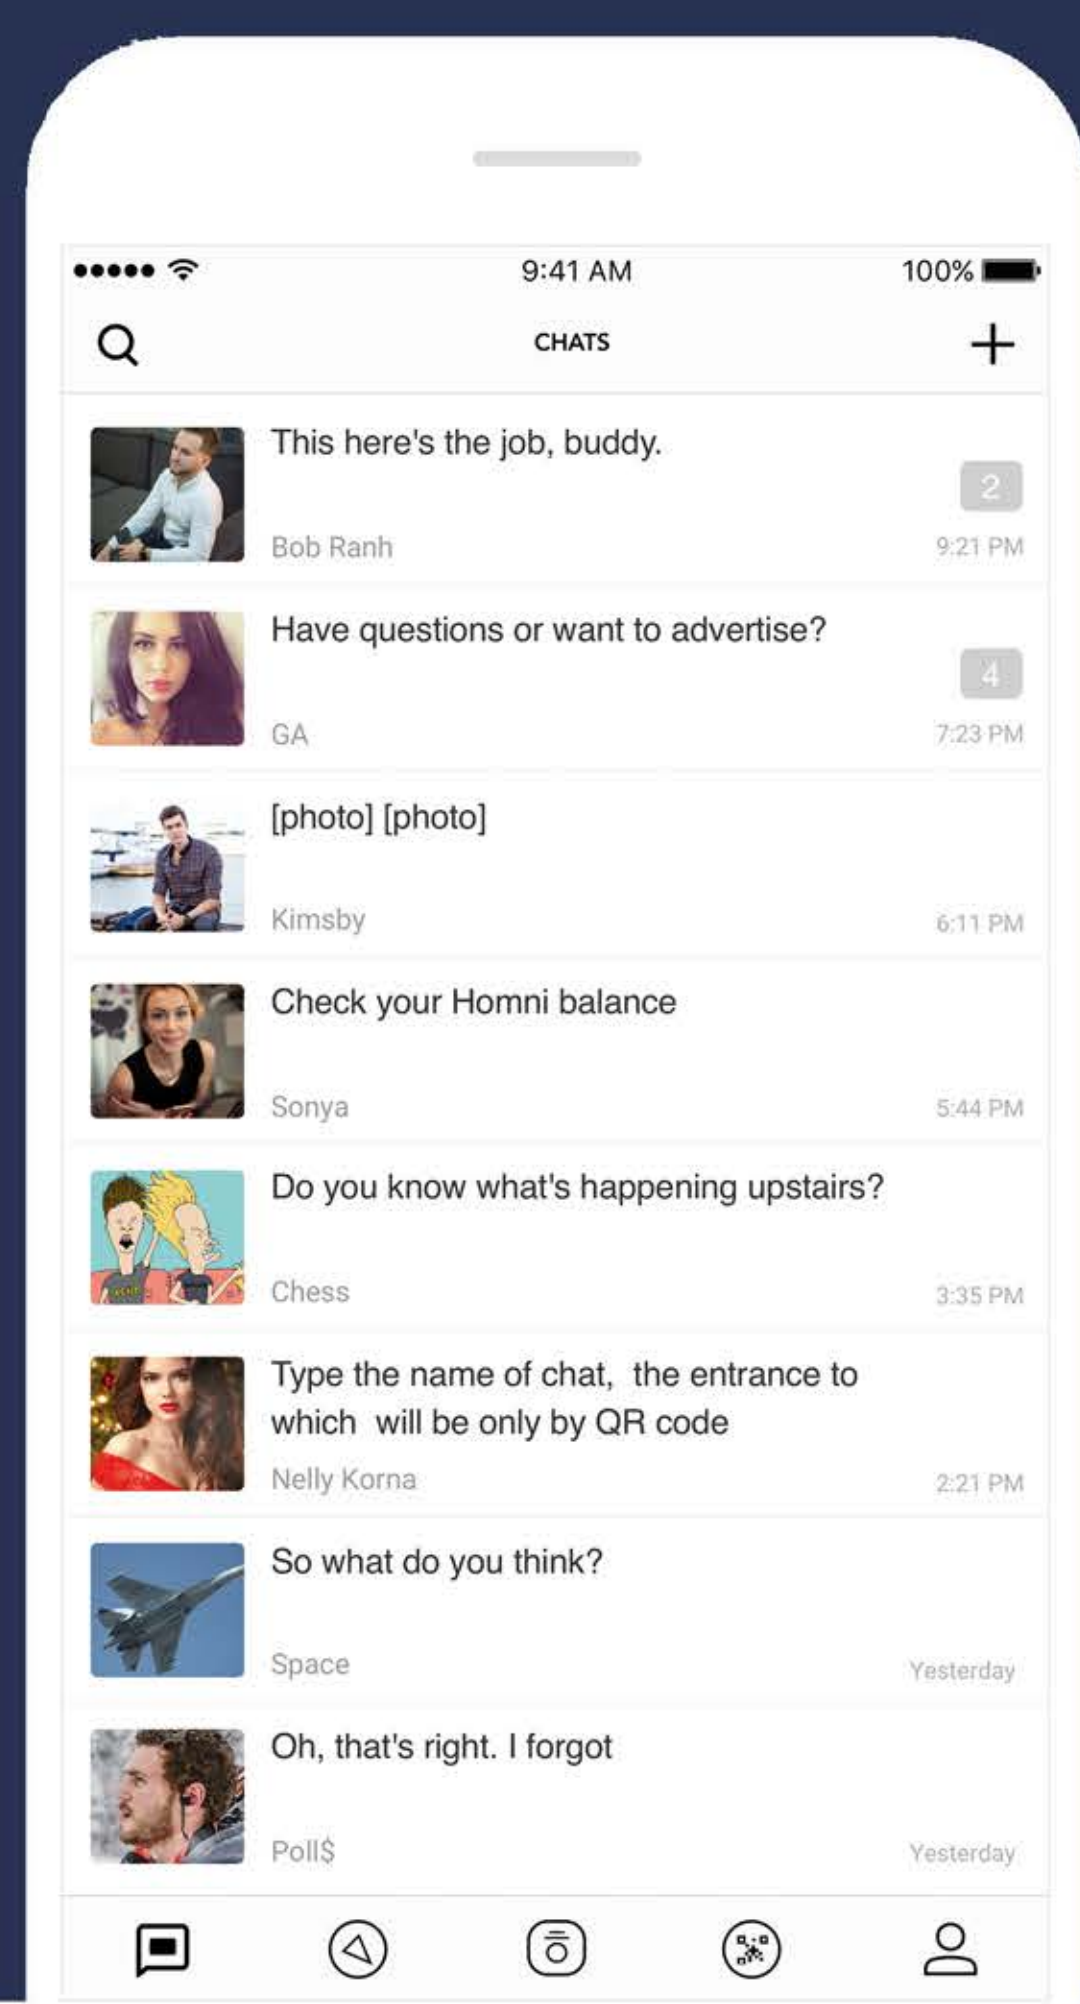 9:41 AM
100%
CHATS
This here's the job, buddy.
2
Bob Ranh
9:21 PM
Have questions or want to advertise?
4
GA
7:23 PM
[photo] [photo]
Kimsby
6:11 PM
Check your Homni balance
Sonya
5:44 PM
Do you know what's happening upstairs?
Chess
3:35 PM
Type the name of chat,  the entrance to
which  will be only by QR code
Nelly Korna
2:21 PM
So what do you think?
Space
Yesterday
Oh, that's right. I forgot
Poll$
Yesterday